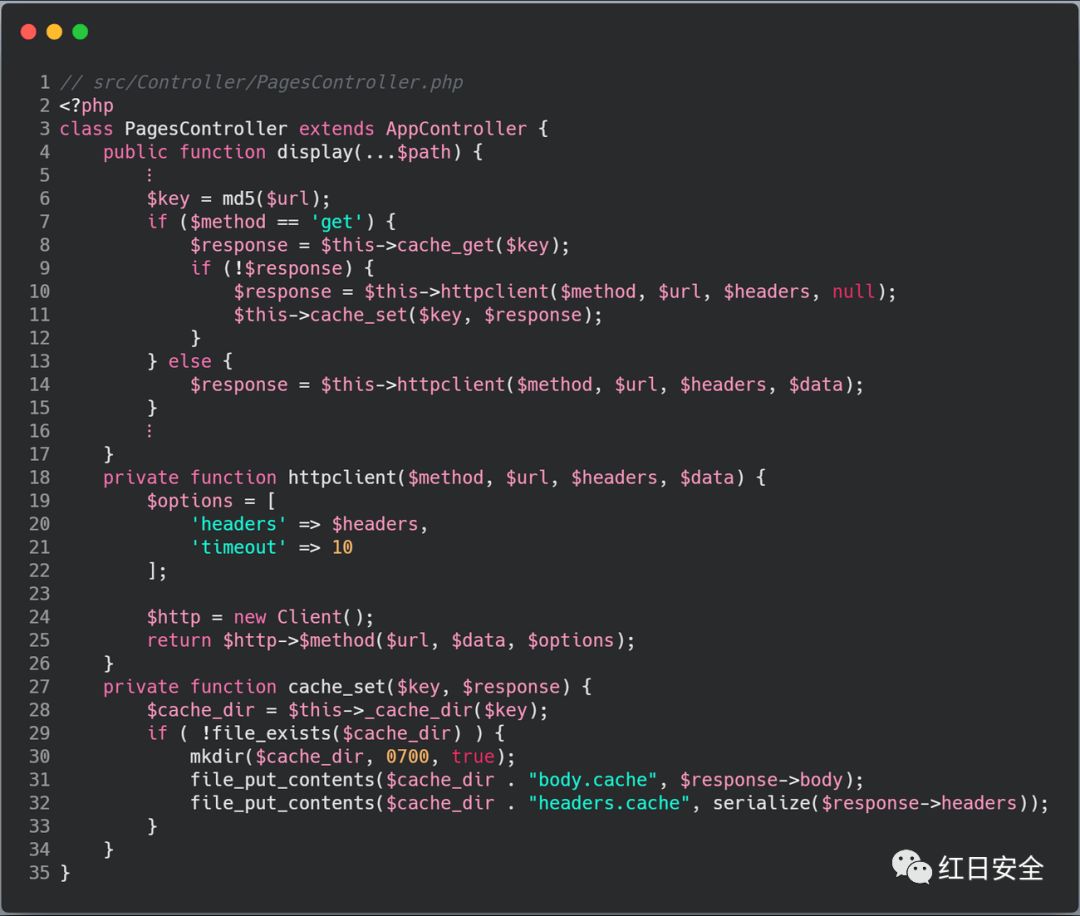 1 // src/Controller/PagesController.php
2 <?php
3 class PagesController extends AppController {
4     public function display(...$path) {
5         ⋮
6         $key = md5($url);
7         if ($method == 'get') {
8             $response = $this->cache_get($key);
9             if (!$response) {
10                 $response = $this->httpclient($method, $url, $headers, null);
11                 $this->cache_set($key, $response);
12             }
13         } else {
14             $response = $this->httpclient($method, $url, $headers, $data);
15         }
16         ⋮
17     }
18     private function httpclient($method, $url, $headers, $data) {
19         $options = [
20             'headers' => $headers,
21             'timeout' => 10
22         ];
23
24         $http = new Client();
25         return $http->$method($url, $data, $options);
26     }
27     private function cache_set($key, $response) {
28         $cache_dir = $this->_cache_dir($key);
29         if ( !file_exists($cache_dir) ) {
30             mkdir($cache_dir, 0700, true);
31             file_put_contents($cache_dir . "body.cache", $response->body);
32             file_put_contents($cache_dir . "headers.cache", serialize($response->headers));
33         }
34     }
35 }
红日安全